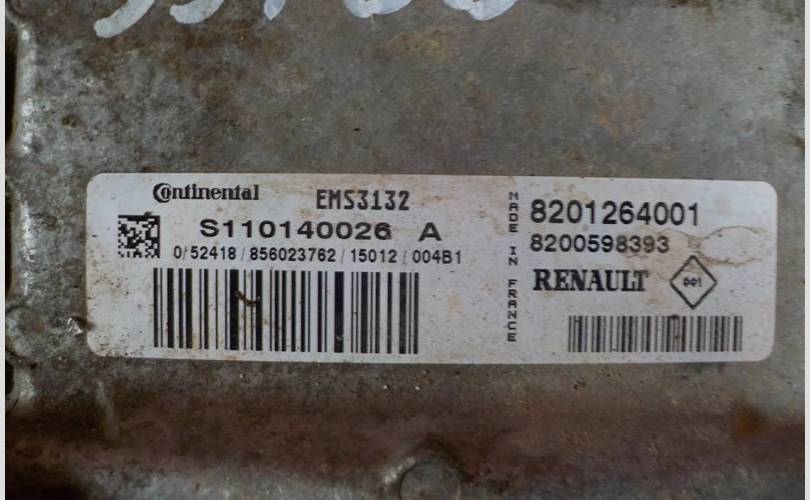 Continental
EMS3132
S110140026 A
0/52418/856023762/15012/004B1
MADE IN FRANCE
8201264001
8200598393
RENAULT
001